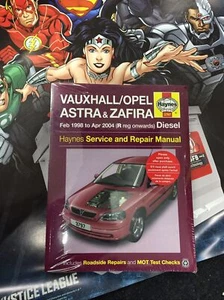 VAUXHALL/OPEL
ASTRA & ZAFIRA
Feb 1998 to Apr 2004 (R reg onwards) Diesel
Haynes
Haynes Service and Repair Manual
Includes Roadside Repairs and MOT Test Checks
JUSTICE LEAGUE